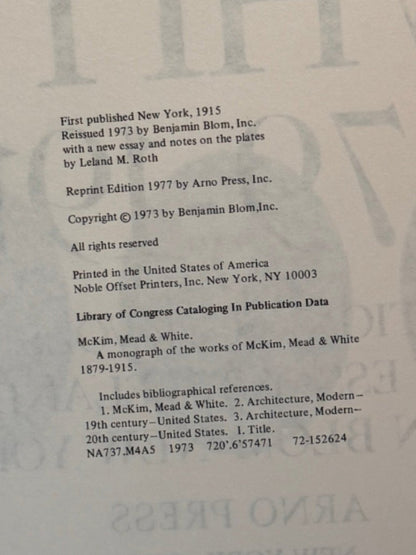 First published New York, 1915
Reissued 1973 by Benjamin Blom, Inc.
with a new essay and notes on the plates
by Leland M. Roth
Reprint Edition 1977 by Arno Press, Inc.
Copyright © 1973 by Benjamin Blom,Inc.
All rights reserved
Printed in the United States of America
Noble Offset Printers, Inc. New York, NY 10003
Library of Congress Cataloging In Publication Data
McKim, Mead & White.
A monograph of the works of McKim, Mead & White
1879-1915.
Includes bibliographical references.
1. McKim, Mead & White. 2. Architecture, Modern—
19th century—United States. 3. Architecture, Modern—
20th century—United States. I. Title.
NA737.M4A5 1973 720'.6'57471 72-152624
ARNO PRESS